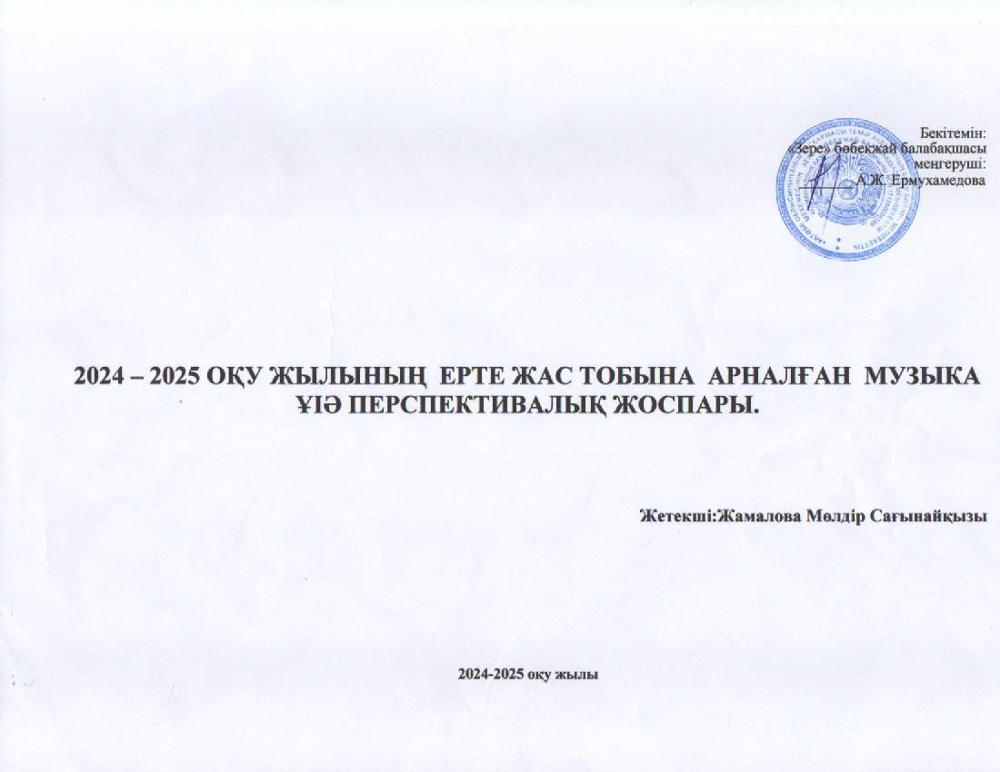 Бекітемін:
«Зере» бөбекжай балабақшасы
меңгеруші:
А.Ж. Ермухамедова
2024 – 2025 ОҚУ ЖЫЛЫНЫҢ ЕРТЕ ЖАС ТОБЫНА АРНАЛҒАН МУЗЫКА
ҰІӘ ПЕРСПЕКТИВАЛЫҚ ЖОСПАРЫ.
Жетекші:Жамалова Мөлдір Сағынайқызы
2024-2025 оқу жылы